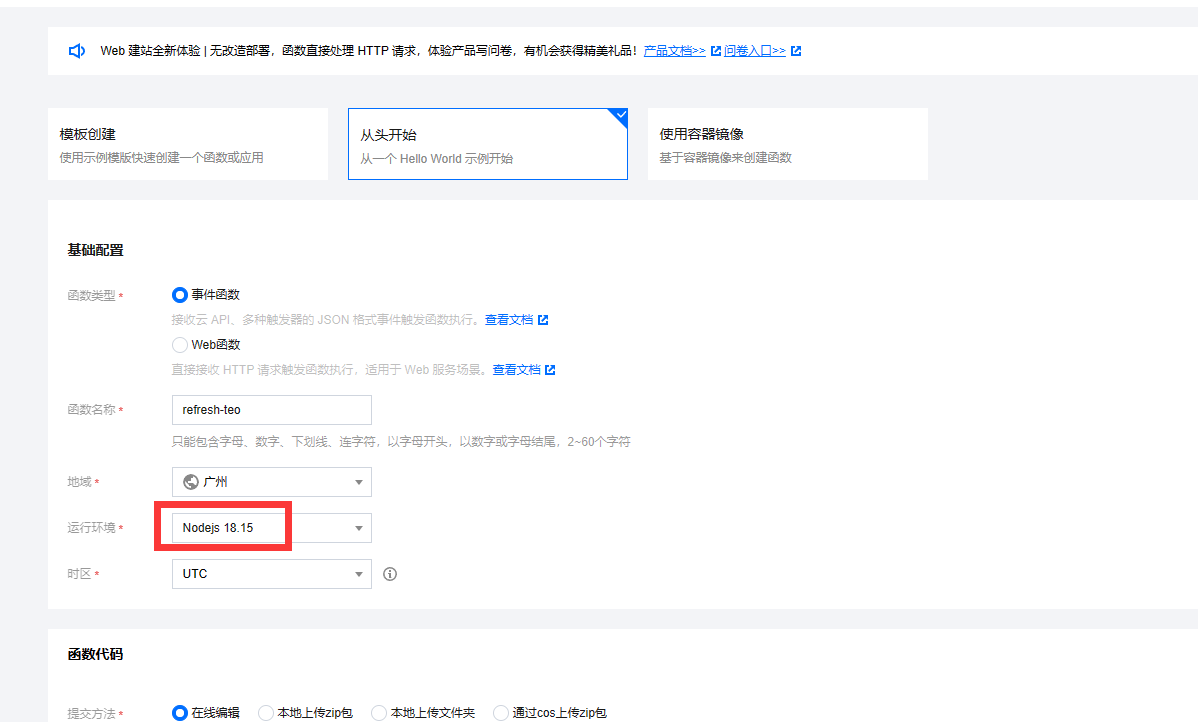 Web 建站全新体验 | 无改造部署，函数直接处理 HTTP 请求，体验产品写问卷，有机会获得精美礼品！产品文档>> 问卷入口>>
模板创建
使用示例模版快速创建一个函数或应用
从头开始
从一个 Hello World 示例开始
使用容器镜像
基于容器镜像来创建函数
基础配置
函数类型* 事件函数
接收云 API、多种触发器的 JSON 格式事件触发函数执行。查看文档
Web函数
直接接收 HTTP 请求触发函数执行，适用于 Web 服务场景。查看文档
函数名称* refresh-teo
只能包含字母、数字、下划线、连字符，以字母开头，以数字或字母结尾，2~60个字符
地域* 广州
运行环境* Nodejs 18.15
时区* UTC
函数代码
提交方法* 在线编辑 本地上传zip包 本地上传文件夹 通过cos上传zip包